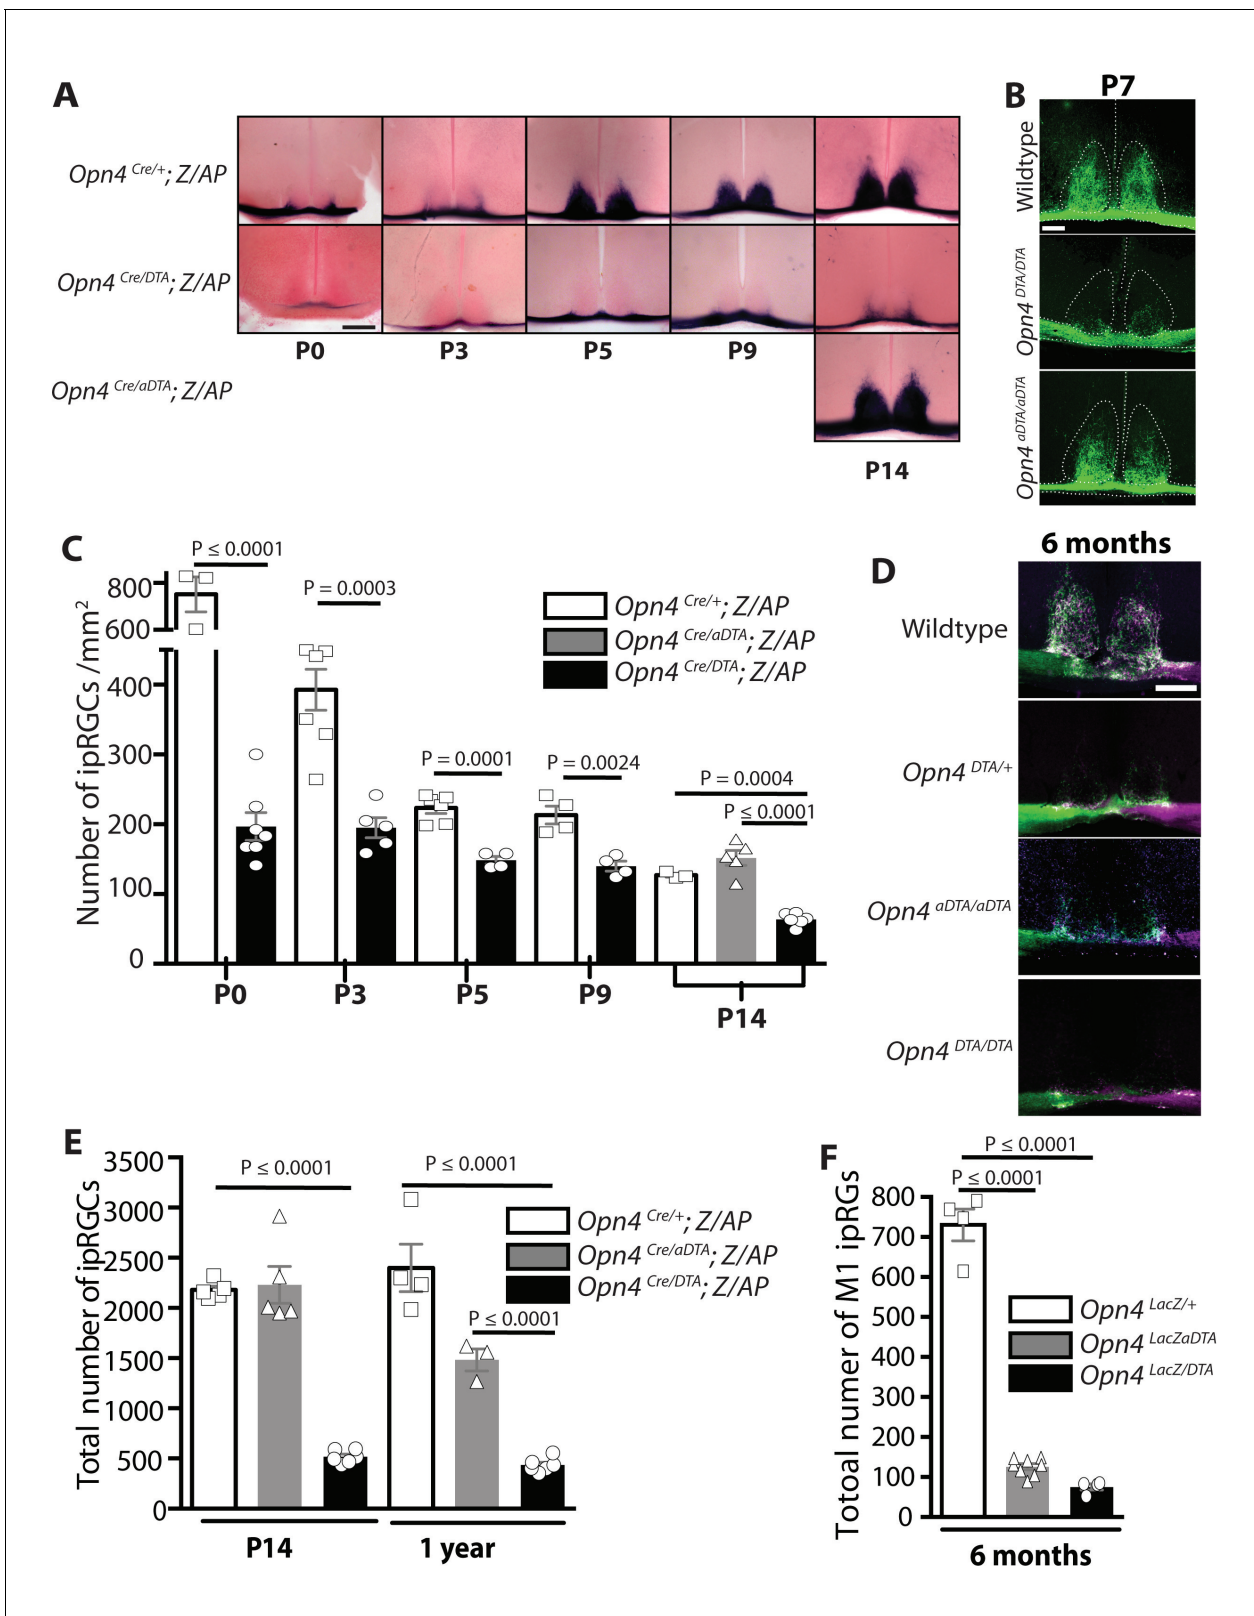 A
Opn4 Cre/+; Z/AP
Opn4 Cre/DTA; Z/AP
P0
P3
P5
P9
Opn4 Cre/aDTA; Z/AP
P14
B
P7
Wildtype
Opn4 DTA/DTA
Opn4 aDTA/aDTA
C
Number of ipRGCs /mm2
800
600
400
300
200
100
0
P ≤ 0.0001
P = 0.0003
P = 0.0001
P = 0.0024
P = 0.0004
P ≤ 0.0001
Opn4 Cre/+; Z/AP
Opn4 Cre/aDTA; Z/AP
Opn4 Cre/DTA; Z/AP
P0
P3
P5
P9
P14
D
6 months
Wildtype
Opn4 DTA/+
Opn4 aDTA/aDTA
Opn4 DTA/DTA
E
Total number of ipRGCs
3500
3000
2500
2000
1500
1000
500
0
P ≤ 0.0001
P ≤ 0.0001
P ≤ 0.0001
Opn4 Cre/+; Z/AP
Opn4 Cre/aDTA; Z/AP
Opn4 Cre/DTA; Z/AP
P14
1 year
F
Totoal numer of M1 ipRGs
800
700
600
500
400
300
200
100
0
P ≤ 0.0001
P ≤ 0.0001
Opn4 LacZ/+
Opn4 LacZaDTA
Opn4 LacZ/DTA
6 months